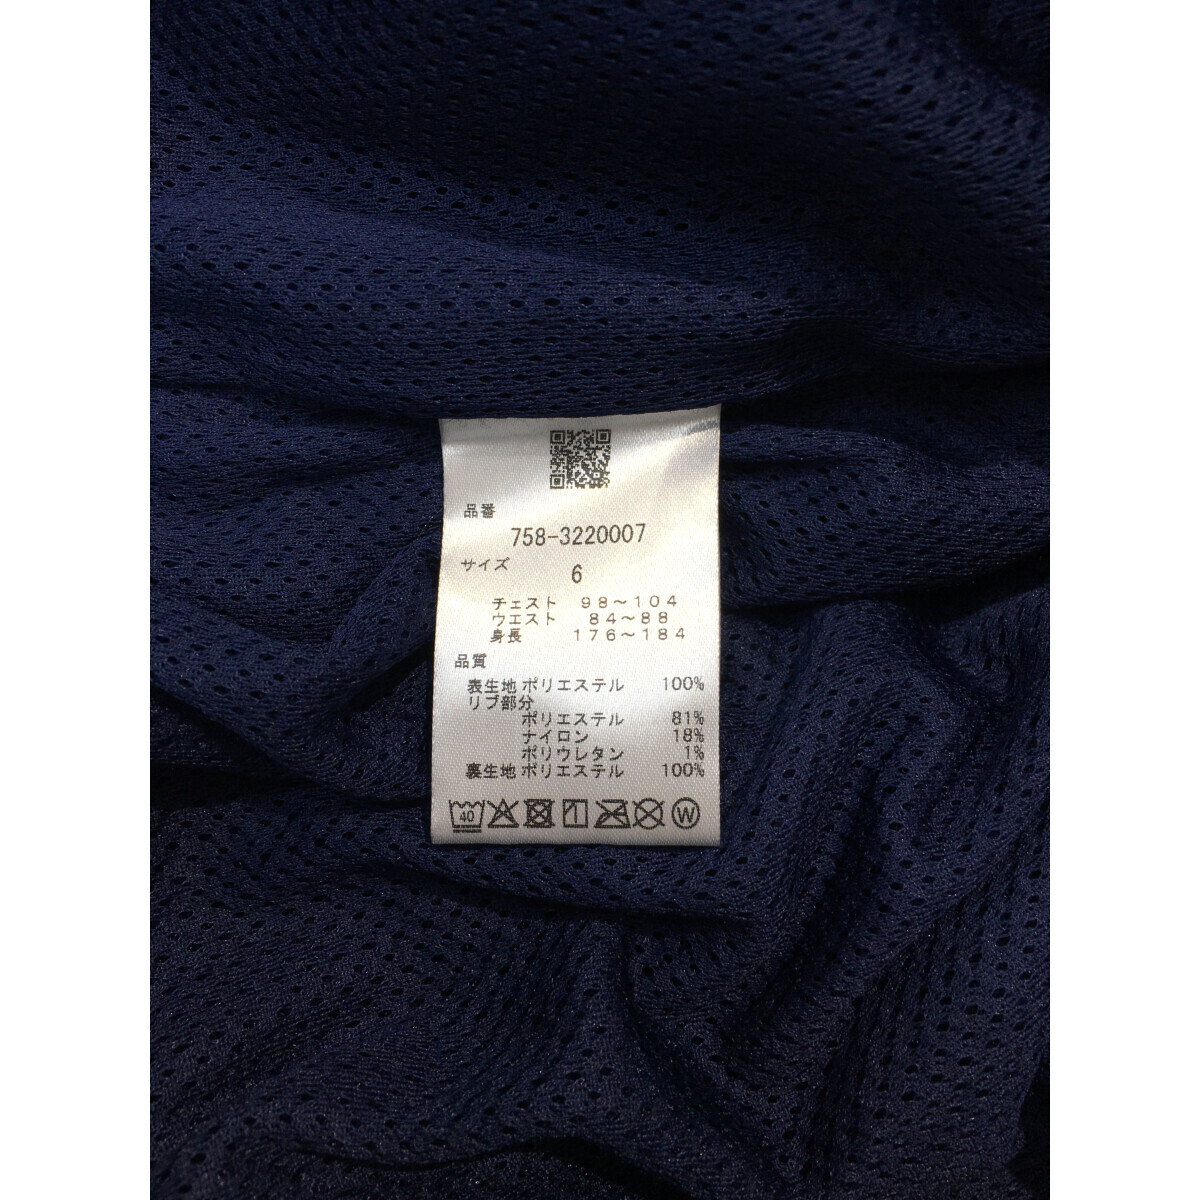 品番
758-3220007
サイズ
6
チェスト 98〜104
ウエスト 84〜88
身長 176〜184
品質
表生地 ポリエステル 100%
リブ部分
ポリエステル 81%
ナイロン 18%
ポリウレタン 1%
裏生地 ポリエステル 100%
40 W